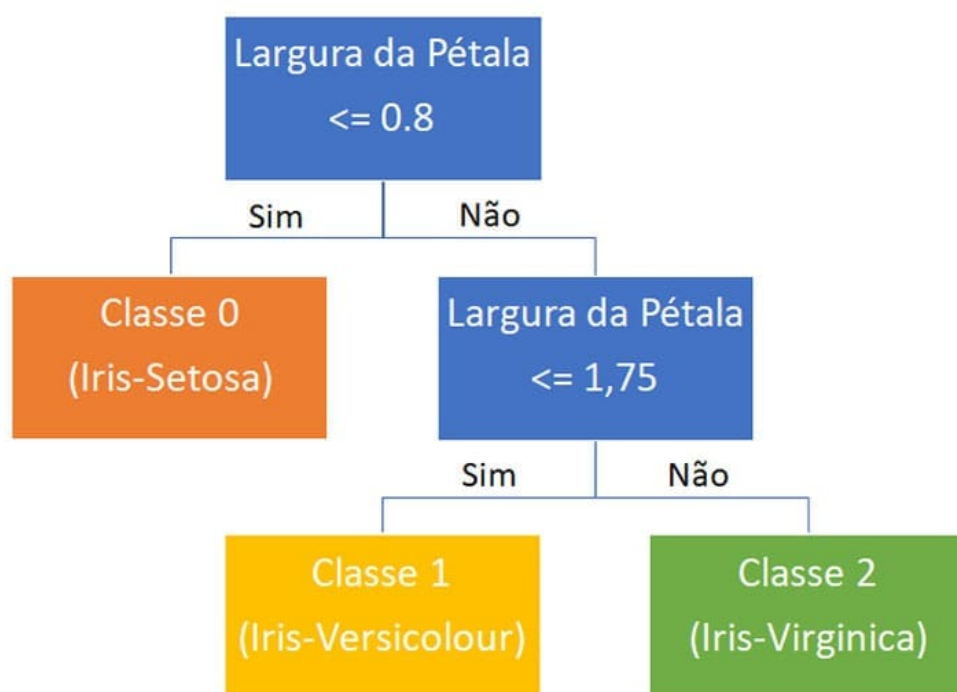 Largura da Pétala
<= 0.8
Sim
Não
Classe 0
(Iris-Setosa)
Largura da Pétala
<= 1,75
Sim
Não
Classe 1
(Iris-Versicolour)
Classe 2
(Iris-Virginica)